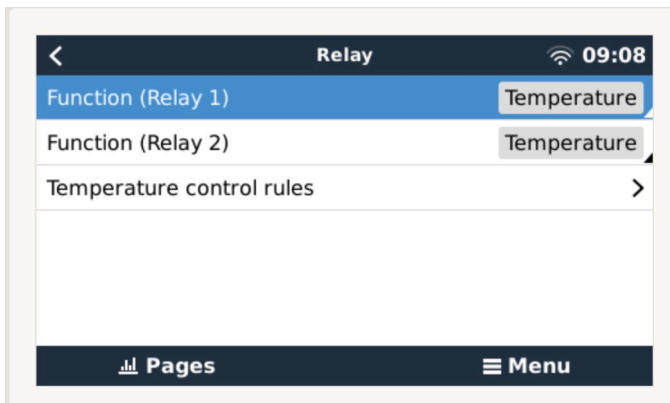 Relay 09:08
Function (Relay 1) Temperature
Function (Relay 2) Temperature
Temperature control rules
Pages Menu